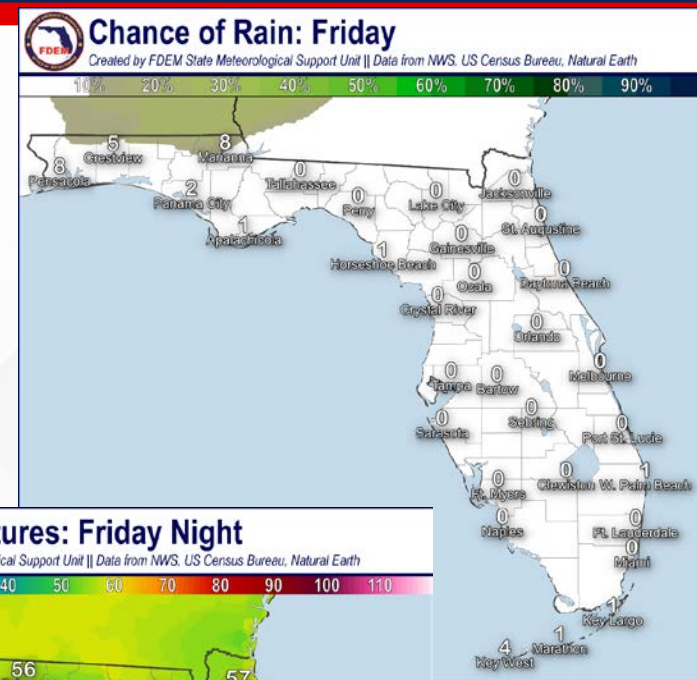 FDEM
Chance of Rain: Friday
Created by FDEM State Meteorological Support Unit || Data from NWS, US Census Bureau, Natural Earth
10% 20% 30% 40% 50% 60% 70% 80% 90%
5
Crestview
8
Marianna
8
Pensacola
0
Tallahassee
0
Jacksonville
2
Panama City
0
Perry
0
Lake City
1
Apalachicola
0
St. Augustine
0
Gainesville
1
Horseshoe Beach
0
Ocala
0
Daytona Beach
0
Crystal River
0
Orlando
0
Melbourne
0
Tampa
0
Bartow
0
Sebring
0
Sarasota
0
Port St. Lucie
0
Clewiston
1
W. Palm Beach
0
Ft. Myers
0
Naples
0
Ft. Lauderdale
0
Miami
1
Key Largo
1
Marathon
4
Key West
tures: Friday Night
ical Support Unit || Data from NWS, US Census Bureau, Natural Earth
40 50 60 70 80 90 100 110
56
57